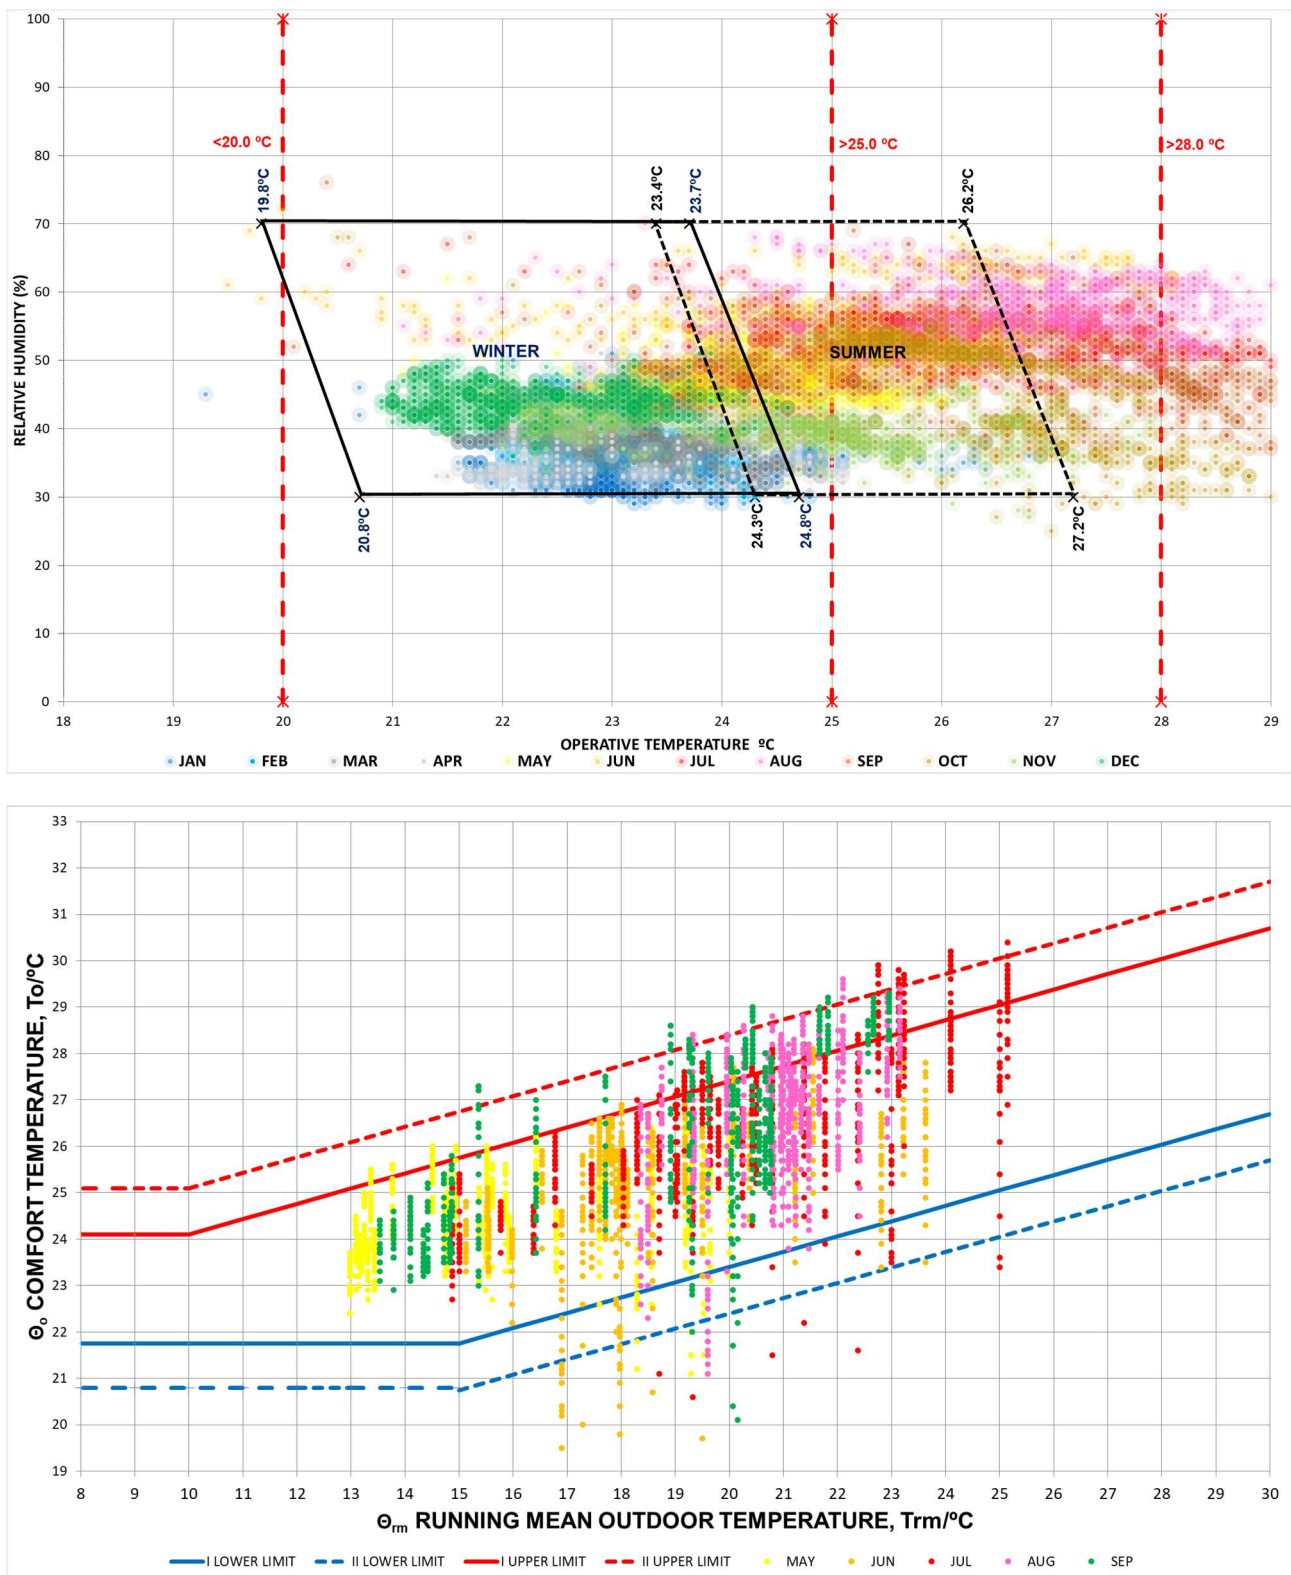 100
90
80
70
60
50
40
30
20
10
0
RELATIVE HUMIDITY (%)
<20.0 ºC
>25.0 ºC
>28.0 ºC
19.8ºC
23.4ºC
23.7ºC
26.2ºC
WINTER
SUMMER
20.8ºC
24.3ºC
24.8ºC
27.2ºC
18 19 20 21 22 23 24 25 26 27 28 29
OPERATIVE TEMPERATURE ºC
JAN FEB MAR APR MAY JUN JUL AUG SEP OCT NOV DEC
33
32
31
30
29
28
27
26
25
24
23
22
21
20
19
Θo COMFORT TEMPERATURE, To/ºC
8 9 10 11 12 13 14 15 16 17 18 19 20 21 22 23 24 25 26 27 28 29 30
Θrm RUNNING MEAN OUTDOOR TEMPERATURE, Trm/ºC
I LOWER LIMIT II LOWER LIMIT I UPPER LIMIT II UPPER LIMIT MAY JUN JUL AUG SEP